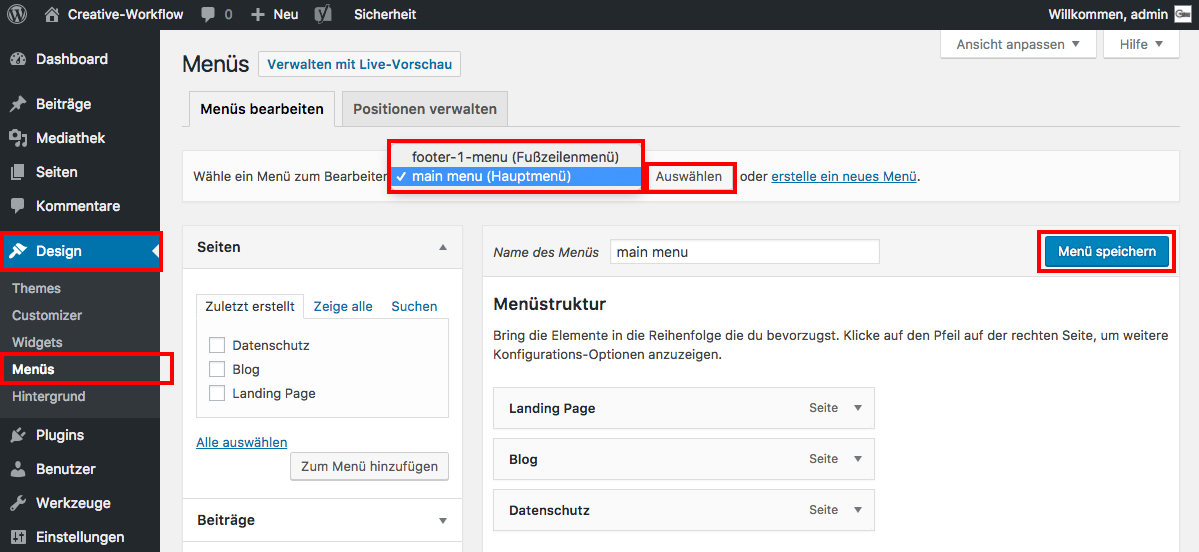 Creative-Workflow
Neu
Sicherheit
Willkommen, admin
Dashboard
Beiträge
Mediathek
Seiten
Kommentare
Design
Themes
Customizer
Widgets
Menüs
Hintergrund
Plugins
Benutzer
Werkzeuge
Einstellungen
Ansicht anpassen
Hilfe
Menüs
Verwalten mit Live-Vorschau
Menüs bearbeiten
Positionen verwalten
Wähle ein Menü zum Bearbeiten
footer-1-menu (Fußzeilenmenü)
✓ main menu (Hauptmenü)
Auswählen
oder erstelle ein neues Menü.
Seiten
Zuletzt erstellt
Zeige alle
Suchen
Datenschutz
Blog
Landing Page
Alle auswählen
Zum Menü hinzufügen
Beiträge
Name des Menüs
main menu
Menü speichern
Menüstruktur
Bring die Elemente in die Reihenfolge die du bevorzugst. Klicke auf den Pfeil auf der rechten Seite, um weitere
Konfigurations-Optionen anzuzeigen.
Landing Page Seite
Blog Seite
Datenschutz Seite